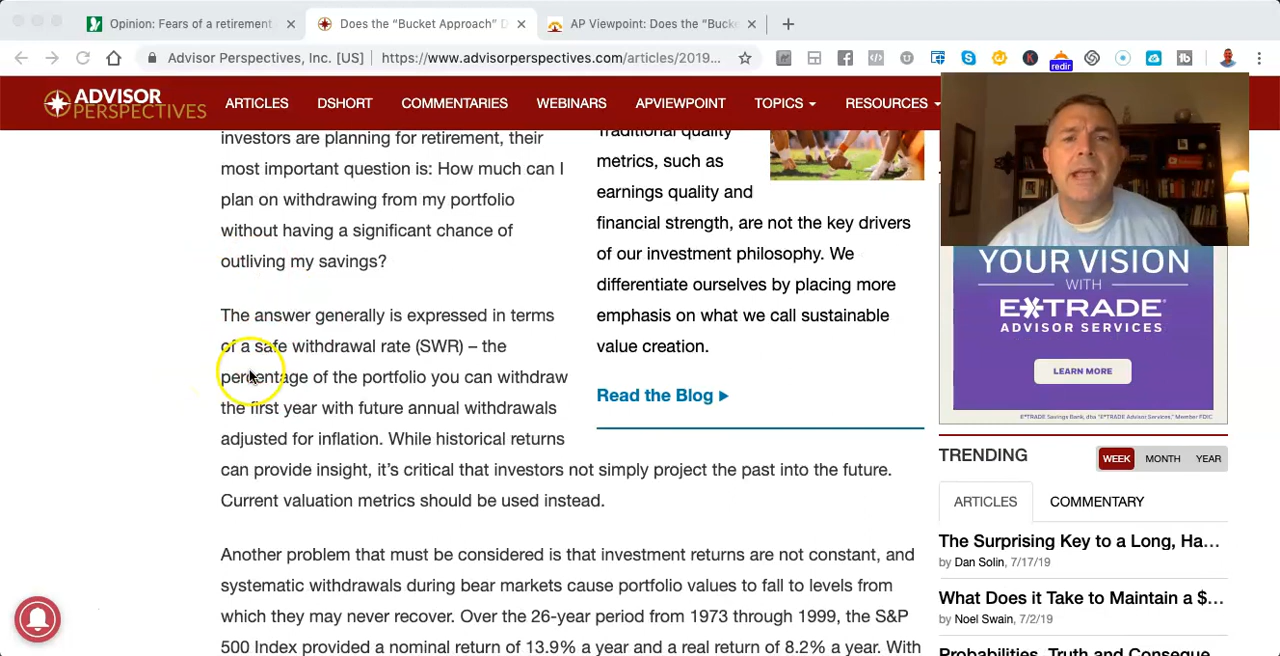 Opinion: Fears of a retirement
Does the “Bucket Approach” D
AP Viewpoint: Does the “Bucke
Advisor Perspectives, Inc. [US]
https://www.advisorperspectives.com/articles/2019...
redir
ADVISOR
PERSPECTIVES
ARTICLES
DSHORT
COMMENTARIES
WEBINARS
APVIEWPOINT
TOPICS
RESOURCES
investors are planning for retirement, their
most important question is: How much can I
plan on withdrawing from my portfolio
without having a significant chance of
outliving my savings?
The answer generally is expressed in terms
of a safe withdrawal rate (SWR) – the
percentage of the portfolio you can withdraw
the first year with future annual withdrawals
adjusted for inflation. While historical returns
can provide insight, it’s critical that investors not simply project the past into the future.
Current valuation metrics should be used instead.
Another problem that must be considered is that investment returns are not constant, and
systematic withdrawals during bear markets cause portfolio values to fall to levels from
which they may never recover. Over the 26-year period from 1973 through 1999, the S&P
500 Index provided a nominal return of 13.9% a year and a real return of 8.2% a year. With
Traditional quality
metrics, such as
earnings quality and
financial strength, are not the key drivers
of our investment philosophy. We
differentiate ourselves by placing more
emphasis on what we call sustainable
value creation.
Read the Blog
YOUR VISION
WITH
E*TRADE
ADVISOR SERVICES
LEARN MORE
E*TRADE Savings Bank, dba “E*TRADE Advisor Services,” Member FDIC
TRENDING
WEEK
MONTH
YEAR
ARTICLES
COMMENTARY
The Surprising Key to a Long, Ha...
by Dan Solin, 7/17/19
What Does it Take to Maintain a $...
by Noel Swain, 7/2/19
Probabilities, Truth and Conseque